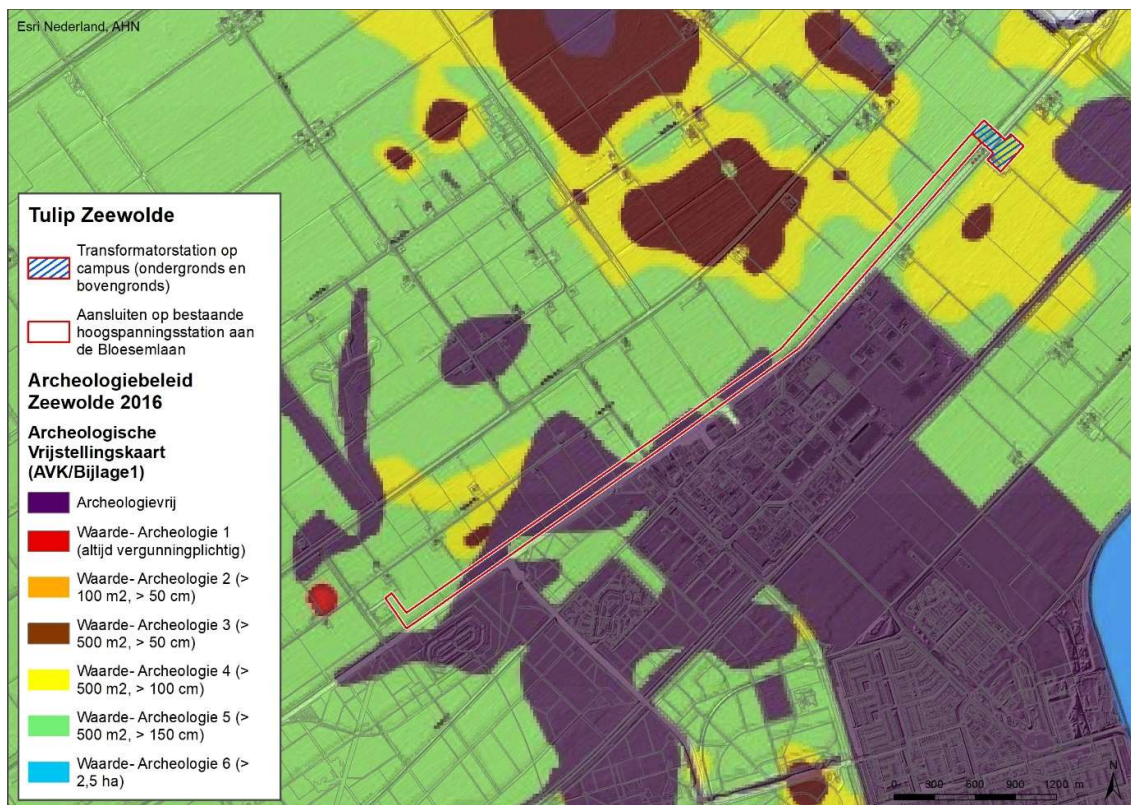 Esri Nederland, AHN
Tulip Zeewolde
Transformatorstation op
campus (ondergronds en
bovengronds)
Aansluiten op bestaande
hoogspanningsstation aan
de Bloesemlaan
Archeologiebeleid
Zeewolde 2016
Archeologische
Vrijstellingskaart
(AVK/Bijlage1)
Archeologievrij
Waarde- Archeologie 1
(altijd vergunningplichtig)
Waarde- Archeologie 2 (>
100 m2, > 50 cm)
Waarde- Archeologie 3 (>
500 m2, > 50 cm)
Waarde- Archeologie 4 (>
500 m2, > 100 cm)
Waarde- Archeologie 5 (>
500 m2, > 150 cm)
Waarde- Archeologie 6 (>
2,5 ha)
N
0 300 600 900 1200 m